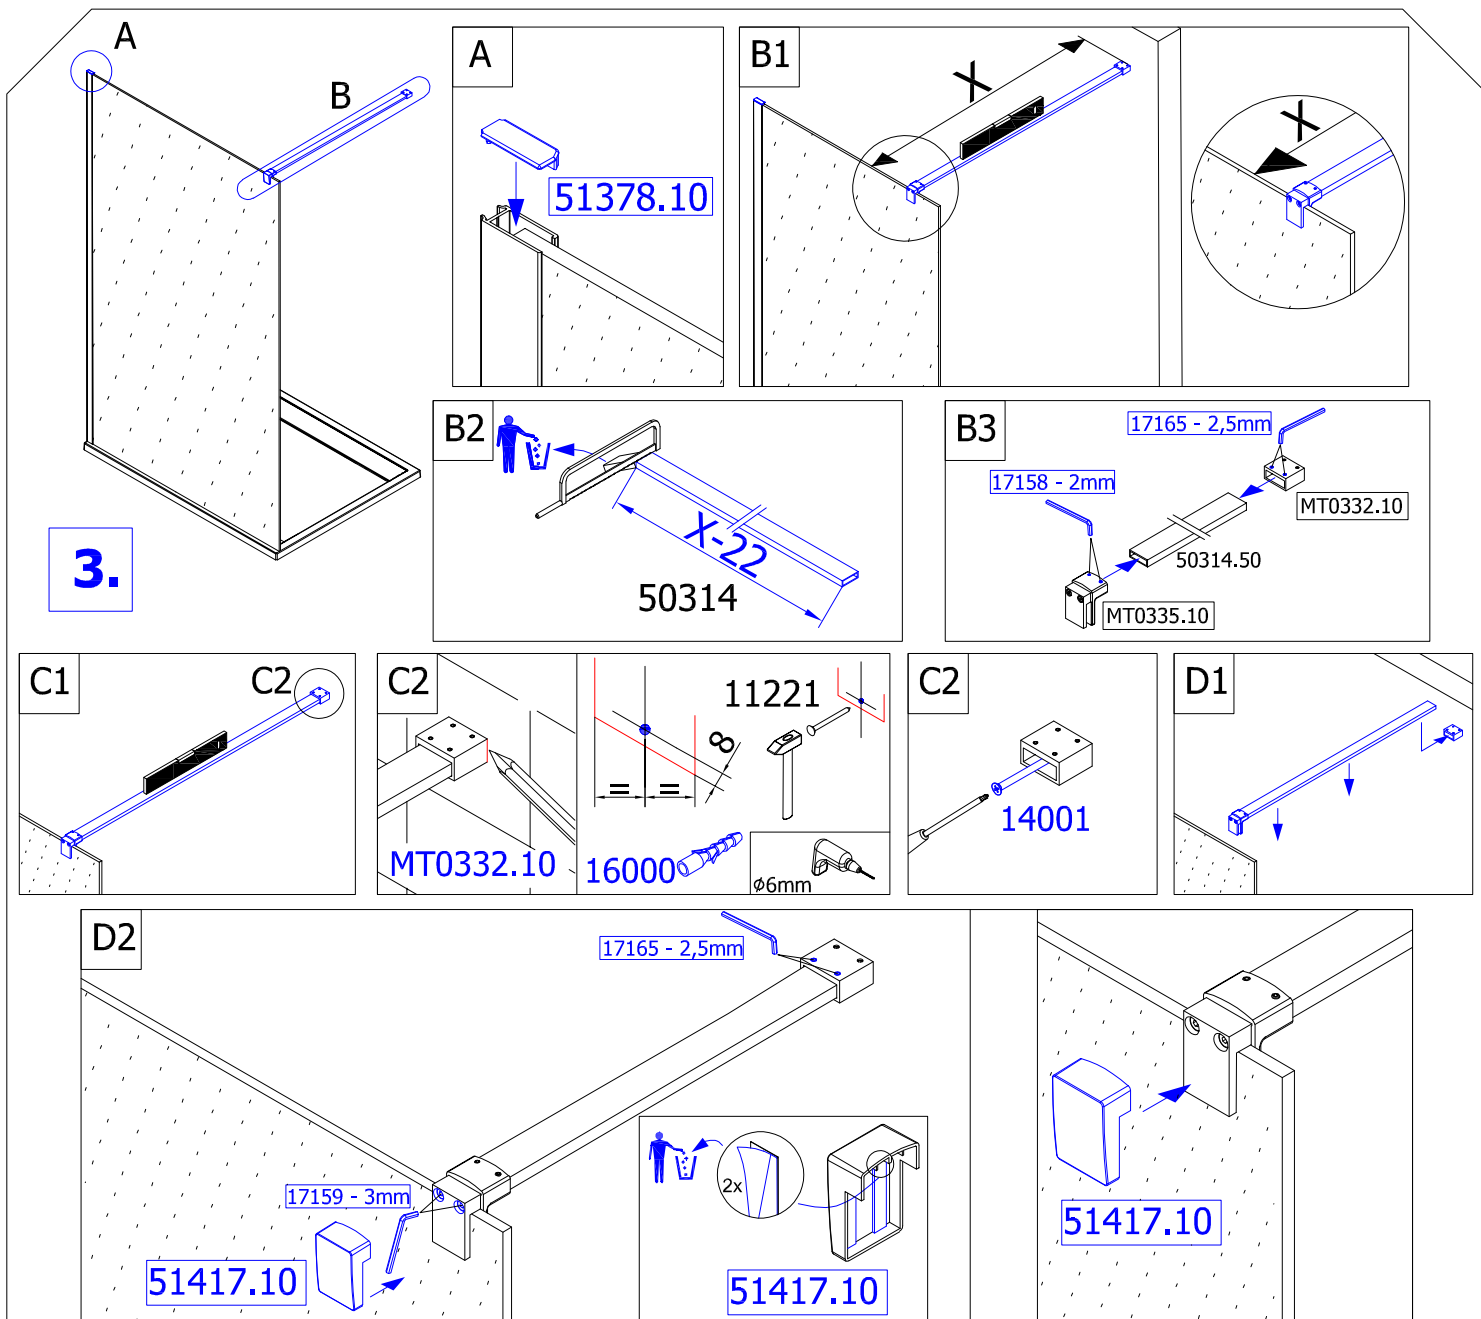 A
B
3.
A
51378.10
B1
X
X
B2
X-22
50314
B3
17165 - 2,5mm
17158 - 2mm
MT0332.10
50314.50
MT0335.10
C1
C2
C2
MT0332.10
11221
8
= =
16000
ø6mm
C2
14001
D1
D2
17165 - 2,5mm
17159 - 3mm
51417.10
2x
51417.10
51417.10